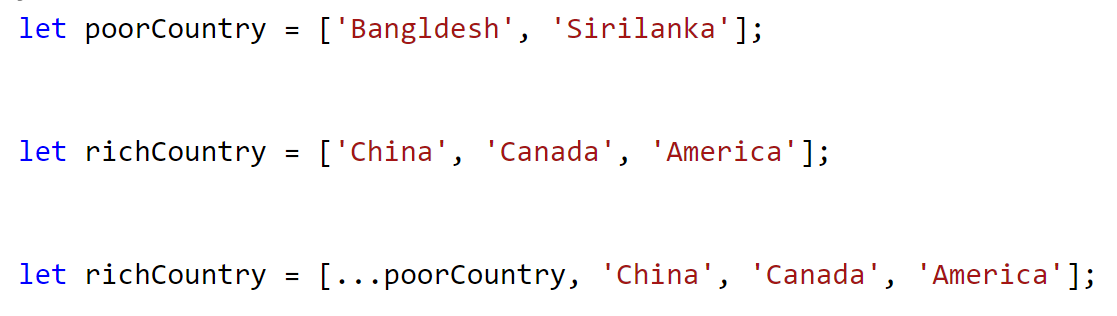 let poorCountry = ['Bangldesh', 'Sirilanka'];
let richCountry = ['China', 'Canada', 'America'];
let richCountry = [...poorCountry, 'China', 'Canada', 'America'];